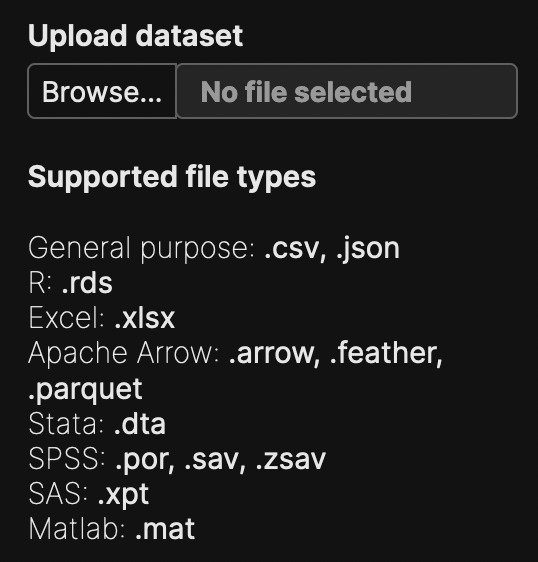 Upload dataset
Browse... No file selected
Supported file types
General purpose: .csv, .json
R: .rds
Excel: .xlsx
Apache Arrow: .arrow, .feather,
.parquet
Stata: .dta
SPSS: .por, .sav, .zsav
SAS: .xpt
Matlab: .mat